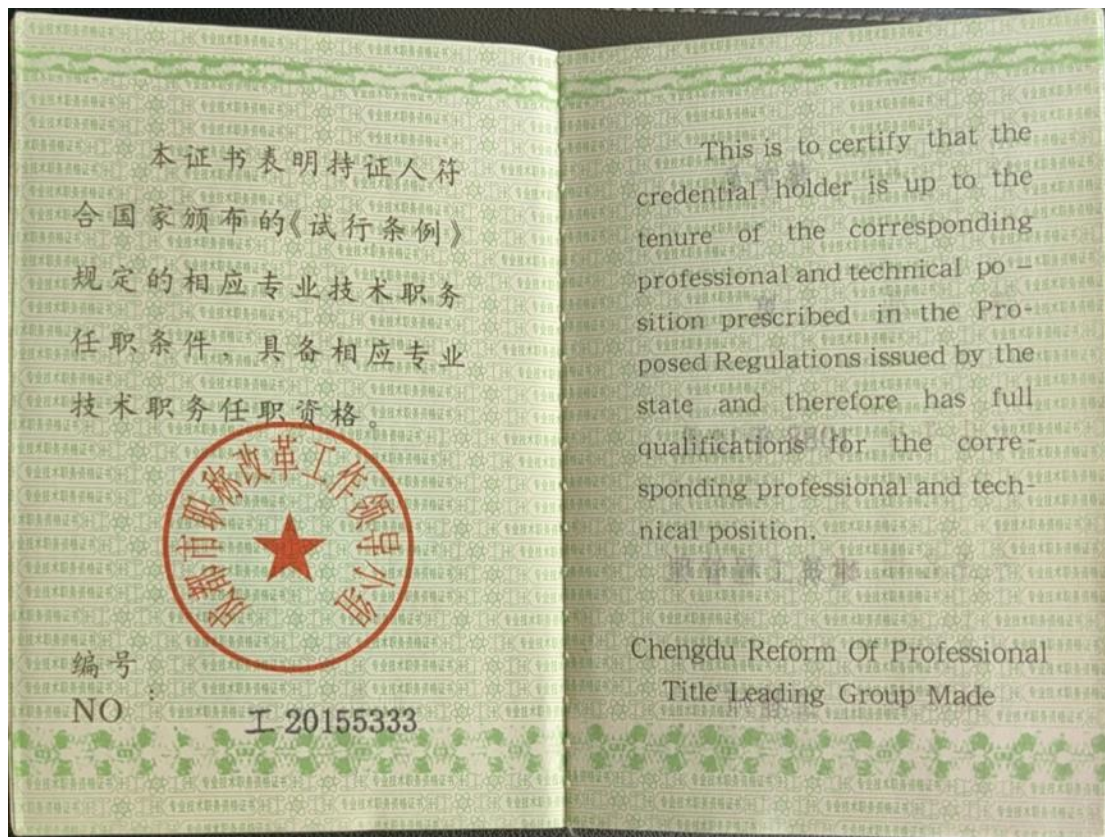 本证书表明持证人符
合国家颁布的《试行条例》
规定的相应专业技术职务
任职条件，具备相应专业
技术职务任职资格。
成都市职称改革工作领导小组
编号
:
NO
工 20155333
This is to certify that the
credential holder is up to the
tenure of the corresponding
professional and technical po-
sition prescribed in the Pro-
posed Regulations issued by the
state and therefore has full
qualifications for the corre-
sponding professional and tech-
nical position.
Chengdu Reform Of Professional
Title Leading Group Made